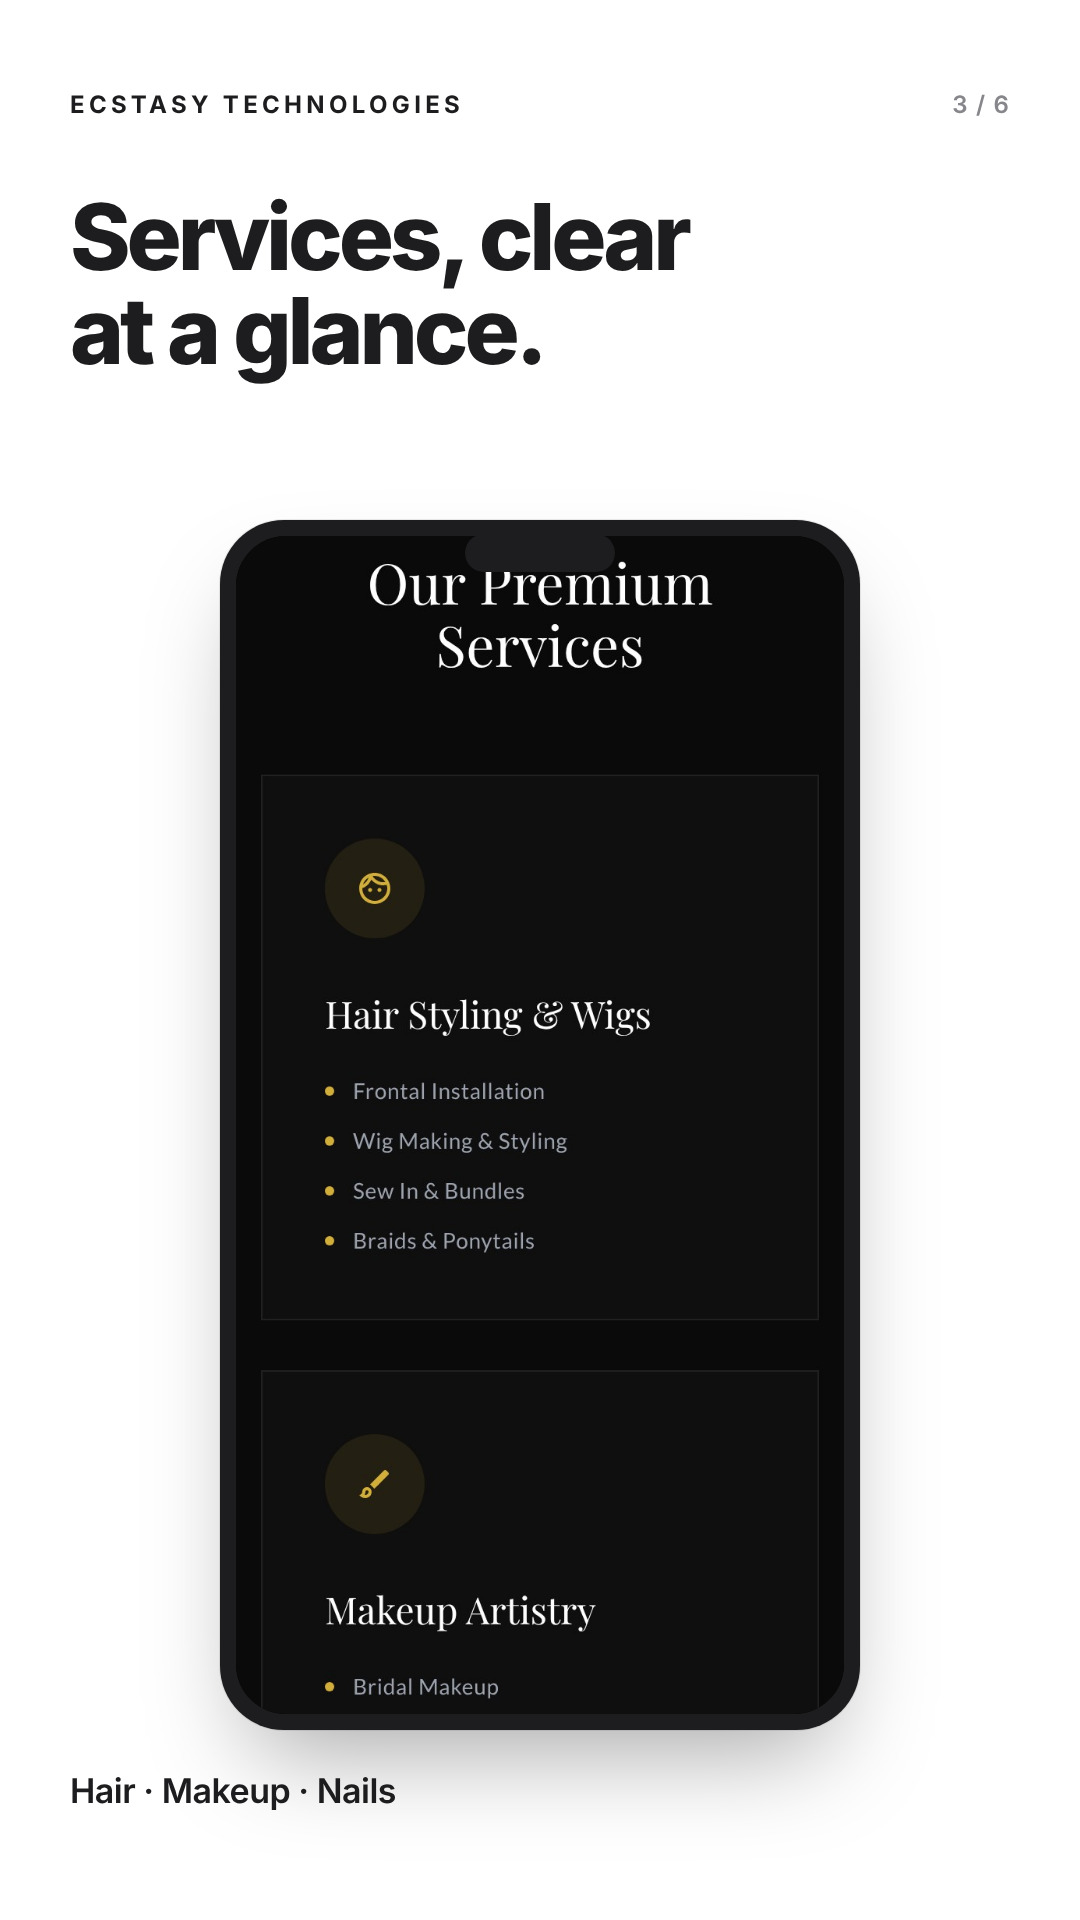 ECSTASY TECHNOLOGIES
3 / 6
Services, clear
at a glance.
Our Premium
Services
Hair Styling & Wigs
Frontal Installation
Wig Making & Styling
Sew In & Bundles
Braids & Ponytails
Makeup Artistry
Bridal Makeup
Hair · Makeup · Nails